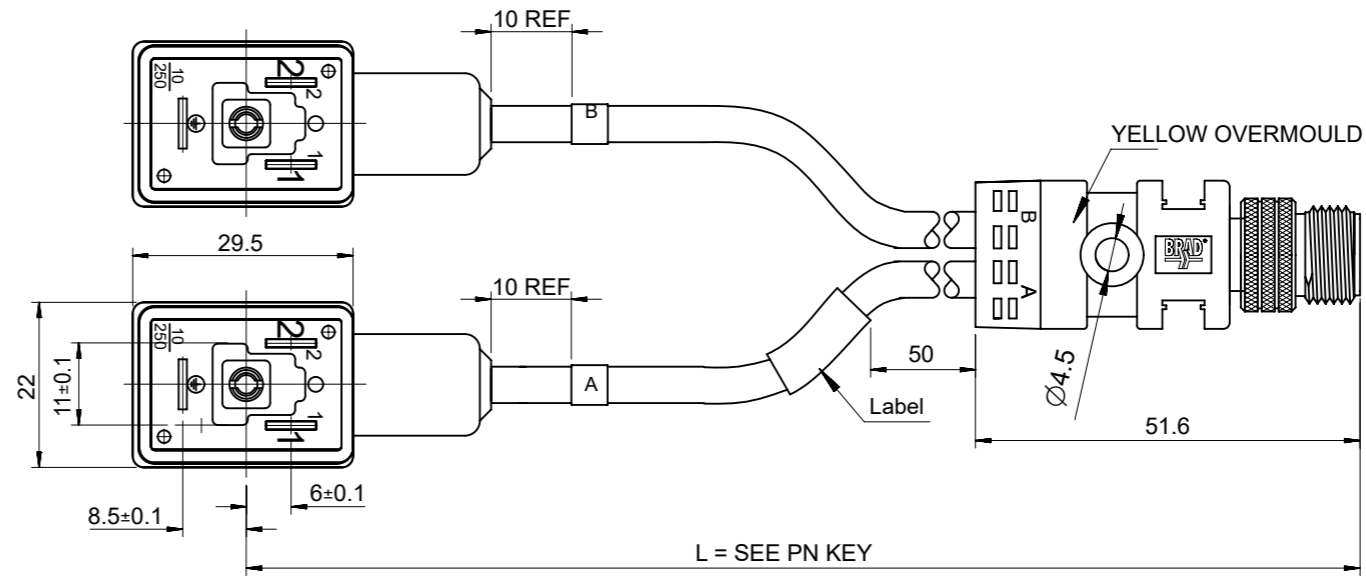 10 REF
2
2
10
250
1
1
B
YELLOW OVERMOULD
B
A
BRAD®
29.5
10 REF
2
2
10
250
1
1
A
22
11±0.1
50
Label
Ø4.5
51.6
6±0.1
8.5±0.1
L = SEE PN KEY